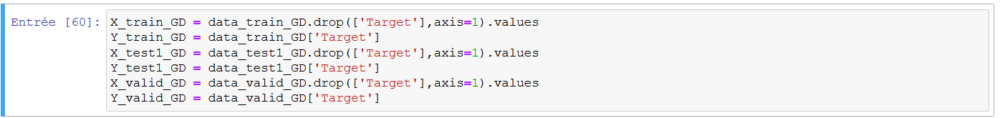 Entrée [60]: X_train_GD = data_train_GD.drop(['Target'],axis=1).values
Y_train_GD = data_train_GD['Target']
X_test1_GD = data_test1_GD.drop(['Target'],axis=1).values
Y_test1_GD = data_test1_GD['Target']
X_valid_GD = data_valid_GD.drop(['Target'],axis=1).values
Y_valid_GD = data_valid_GD['Target']